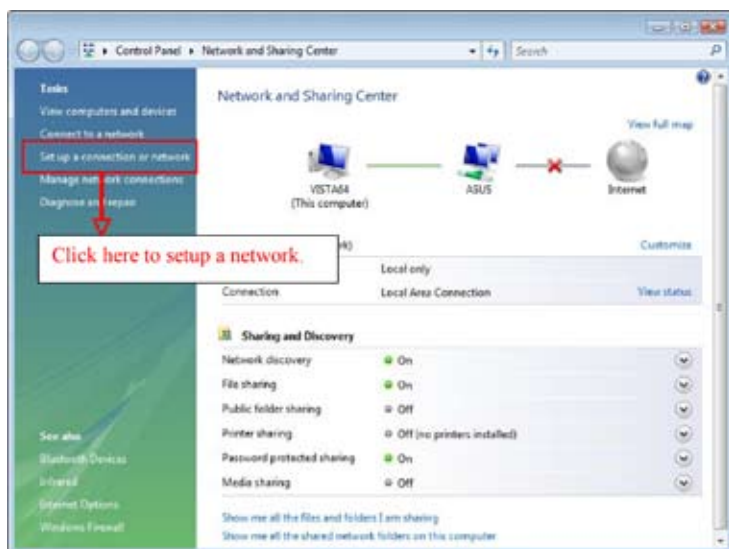 Control Panel ▸ Network and Sharing Center
Search
Tasks
View computers and devices
Connect to a network
Set up a connection or network
Manage network connections
Diagnose and repair
See also
Bluetooth Devices
Infrared
Internet Options
Windows Firewall
Network and Sharing Center
View full map
VISTA64
(This computer)
ASUS
Internet
Click here to setup a network.
Customize
Local only
Connection
Local Area Connection
View status
Sharing and Discovery
Network discovery
On
File sharing
On
Public folder sharing
Off
Printer sharing
Off (no printers installed)
Password protected sharing
On
Media sharing
Off
Show me all the files and folders I am sharing
Show me all the shared network folders on this computer